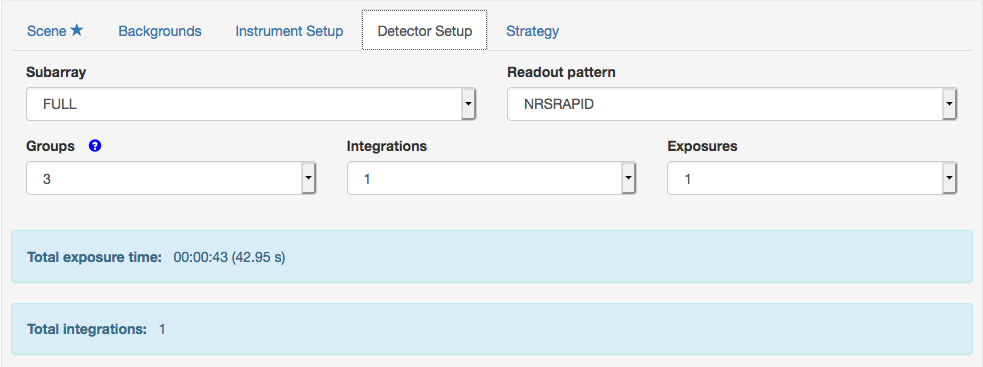 Scene ★ Backgrounds Instrument Setup Detector Setup Strategy
Subarray Readout pattern
FULL NRSRAPID
Groups ? Integrations Exposures
3 1 1
Total exposure time: 00:00:43 (42.95 s)
Total integrations: 1